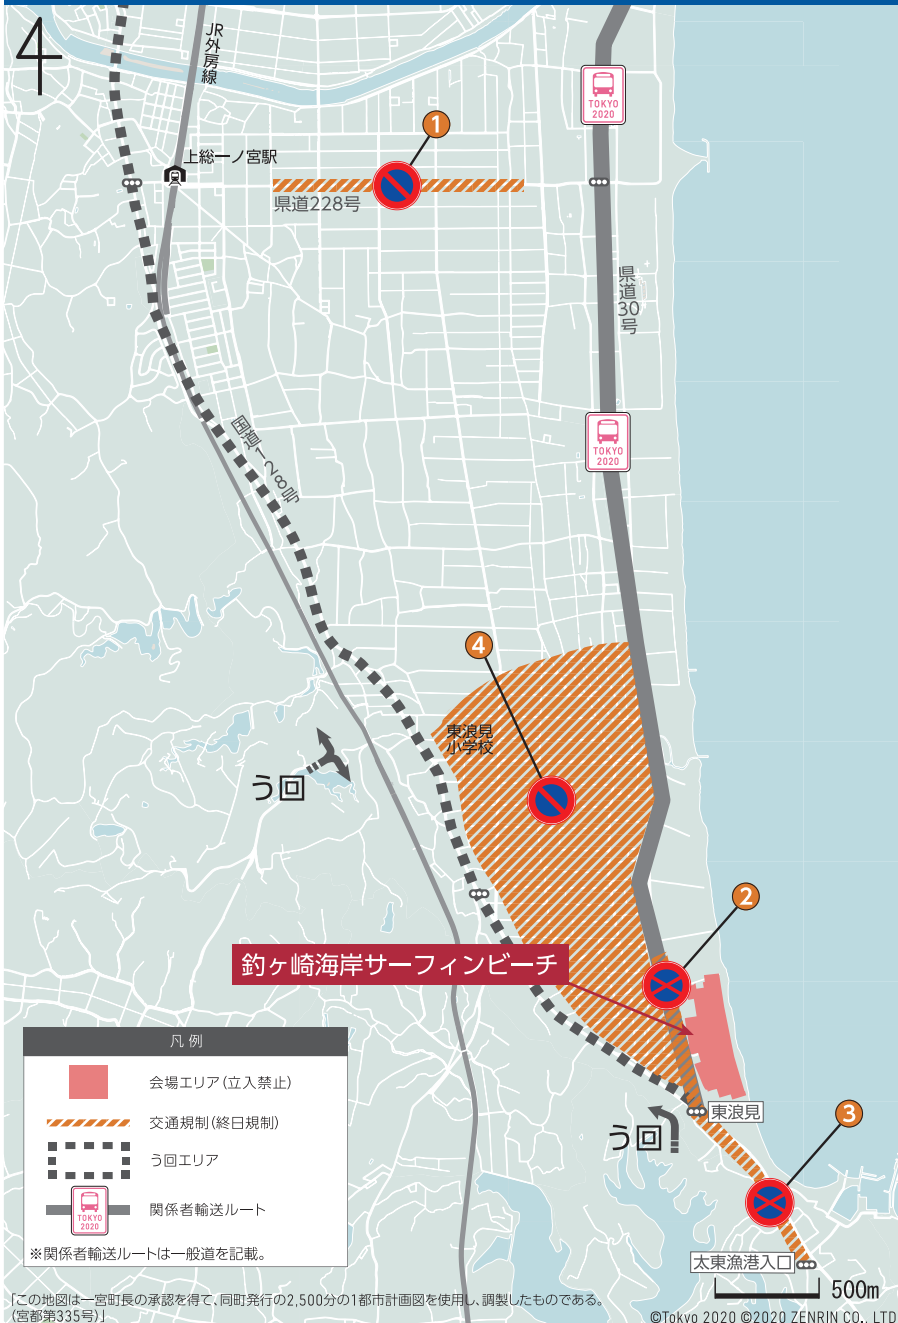 JR外房線
TOKYO
2020
1
上総一ノ宮駅
県道228号
県道30号
TOKYO
2020
国道128号
4
東浪見
小学校
う回
2
釣ヶ崎海岸サーフィンビーチ
凡例
会場エリア(立入禁止)
交通規制(終日規制)
う回エリア
TOKYO
2020
関係者輸送ルート
※関係者輸送ルートは一般道を記載。
東浪見
3
う回
太東漁港入口
500m
「この地図は一宮町長の承認を得て、同町発行の2,500分の1都市計画図を使用し、調製したものである。
(宮都第335号)」
©Tokyo 2020 ©2020 ZENRIN CO., LTD